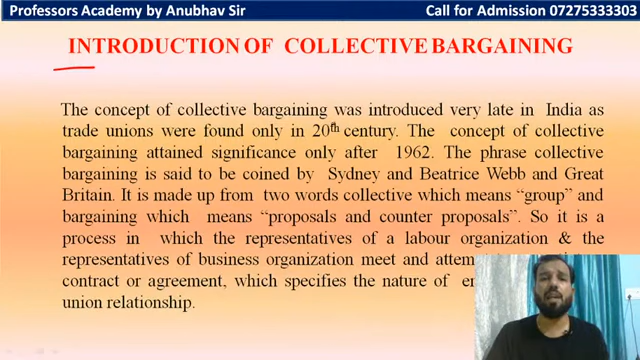 Professors Academy by Anubhav Sir Call for Admission 07275333303
INTRODUCTION OF COLLECTIVE BARGAINING
The concept of collective bargaining was introduced very late in India as
trade unions were found only in 20th century. The concept of collective
bargaining attained significance only after 1962. The phrase collective
bargaining is said to be coined by Sydney and Beatrice Webb and Great
Britain. It is made up from two words collective which means “group” and
bargaining which means “proposals and counter proposals”. So it is a
process in which the representatives of a labour organization & the
representatives of business organization meet and
contract or agreement, which specifies the nature of
union relationship.